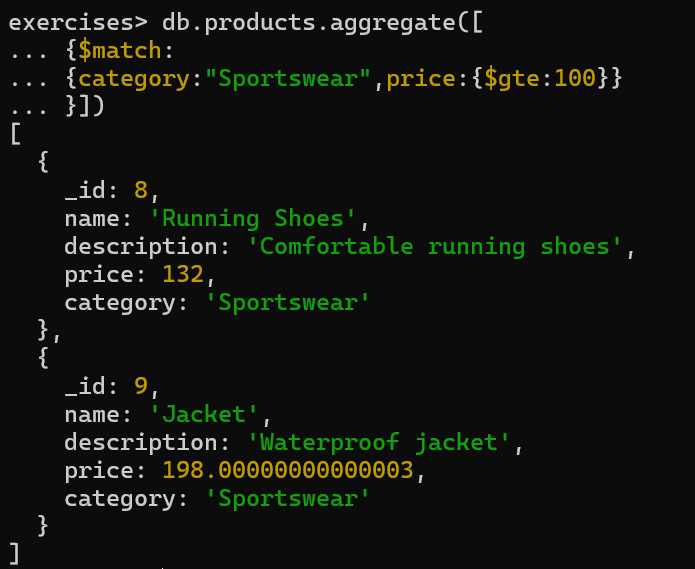 exercises> db.products.aggregate([
... {$match:
... {category:"Sportswear",price:{$gte:100}}
... }])
[
  {
    _id: 8,
    name: 'Running Shoes',
    description: 'Comfortable running shoes',
    price: 132,
    category: 'Sportswear'
  },
  {
    _id: 9,
    name: 'Jacket',
    description: 'Waterproof jacket',
    price: 198.00000000000003,
    category: 'Sportswear'
  }
]